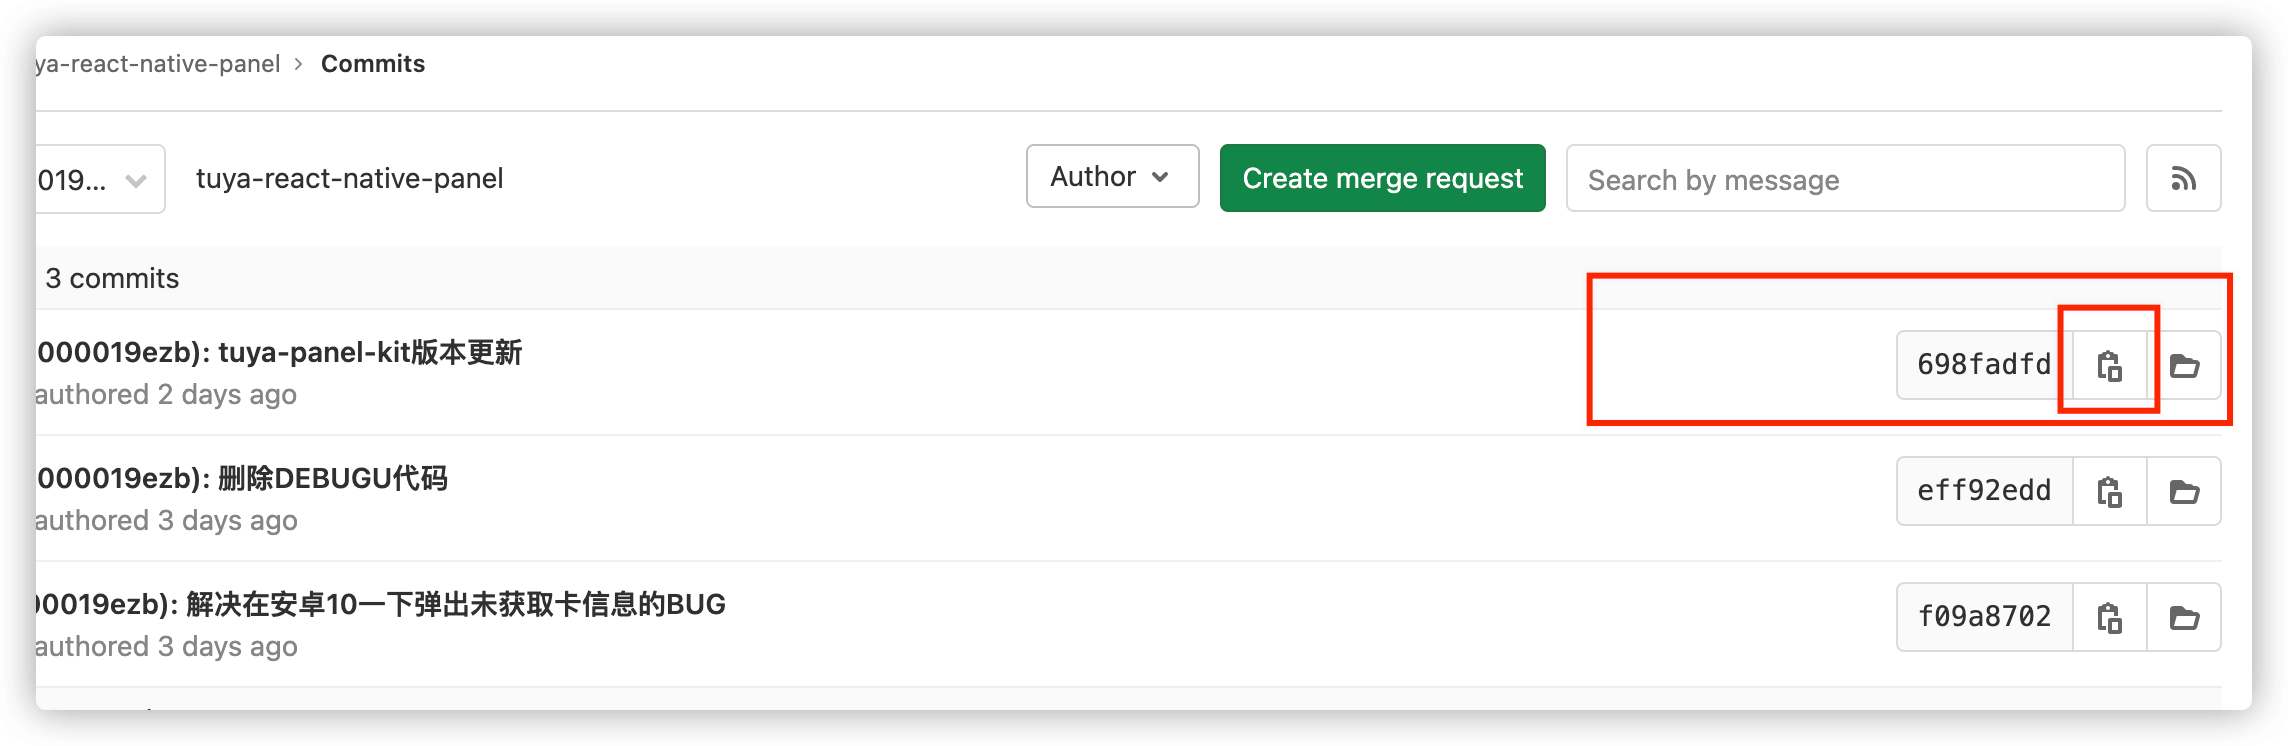 ya-react-native-panel > Commits
019... tuya-react-native-panel Author Create merge request Search by message
3 commits
000019ezb): tuya-panel-kit版本更新
authored 2 days ago
698fadfd
000019ezb): 删除DEBUGU代码
authored 3 days ago
eff92edd
00019ezb): 解决在安卓10一下弹出未获取卡信息的BUG
authored 3 days ago
f09a8702